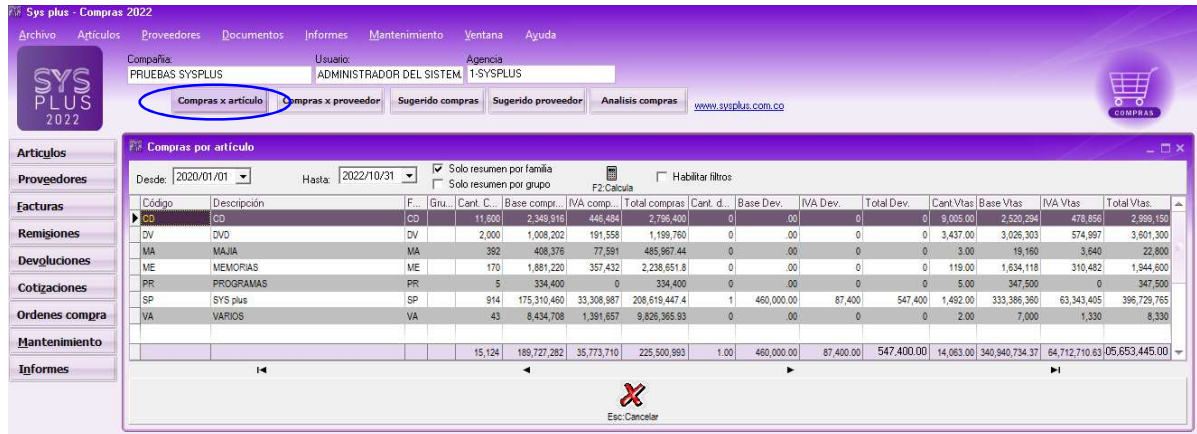 Sys plus - Compras 2022
Archivo Artículos Proveedores Documentos Informes Mantenimiento Ventana Ayuda
Compañia: Usuario: Agencia
PRUEBAS SYSPLUS ADMINISTRADOR DEL SISTEM. 1-SYSPLUS
SYS PLUS 2022
Compras x artículo Compras x proveedor Sugerido compras Sugerido proveedor Analisis compras www.sysplus.com.co
COMPRAS
Articulos
Proveedores
Facturas
Remisiones
Devoluciones
Cotizaciones
Ordenes compra
Mantenimiento
Informes
Compras por artículo
Desde: 2020/01/01 Hasta: 2022/10/31 Solo resumen por familia
Solo resumen por grupo F2:Calcula Habilitar filtros
Código Descripción F... Gru... Cant. C... Base compr... IVA comp... Total compras Cant. d... Base Dev. IVA Dev. Total Dev. Cant.Vtas Base Vtas IVA Vtas Total Vtas.
CD CD CD 11,600 2,349,916 446,484 2,796,400 0 .00 0 0 9,005.00 2,520,294 478,856 2,999,150
DV DVD DV 2,000 1,008,202 191,558 1,199,760 0 .00 0 0 3,437.00 3,026,303 574,997 3,601,300
MA MAJIA MA 392 408,376 77,591 485,967.44 0 .00 0 0 3.00 19,160 3,640 22,800
ME MEMORIAS ME 170 1,881,220 357,432 2,238,651.8 0 .00 0 0 119.00 1,634,118 310,482 1,944,600
PR PROGRAMAS PR 5 334,400 0 334,400 0 .00 0 0 5.00 347,500 0 347,500
SP SYS plus SP 914 175,310,460 33,308,987 208,619,447.4 1 460,000.00 87,400 547,400 1,492.00 333,386,360 63,343,405 396,729,765
VA VARIOS VA 43 8,434,708 1,391,657 9,826,365.93 0 .00 0 0 2.00 7,000 1,330 8,330
15,124 189,727,282 35,773,710 225,500,993 1.00 460,000.00 87,400.00 547,400.00 14,063.00 340,940,734.37 64,712,710.63 05,653,445.00
Esc:Cancelar